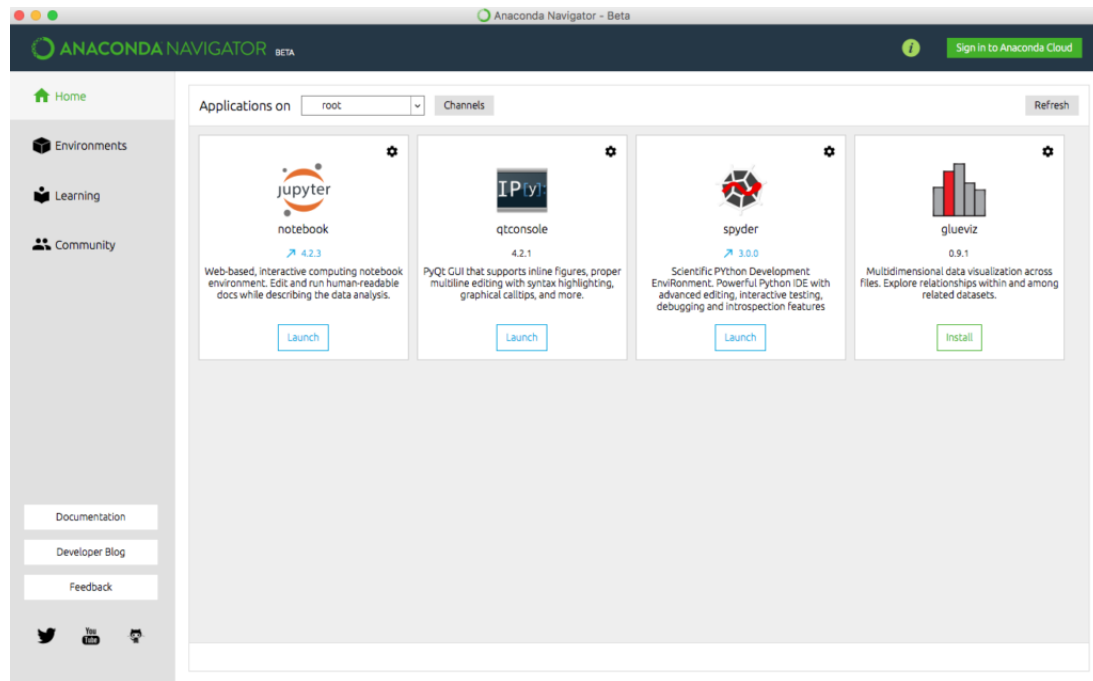 Anaconda Navigator - Beta
ANACONDA NAVIGATOR BETA
i
Sign in to Anaconda Cloud
Home
Environments
Learning
Community
Documentation
Developer Blog
Feedback
You
Tube
Applications on root Channels Refresh
jupyter
notebook
4.2.3
Web-based, interactive computing notebook
environment. Edit and run human-readable
docs while describing the data analysis.
Launch
IP[y]:
qtconsole
4.2.1
PyQt GUI that supports inline figures, proper
multiline editing with syntax highlighting,
graphical calltips, and more.
Launch
spyder
3.0.0
Scientific PYthon Development
EnviRonment. Powerful Python IDE with
advanced editing, interactive testing,
debugging and introspection features
Launch
glueviz
0.9.1
Multidimensional data visualization across
files. Explore relationships within and among
related datasets.
Install